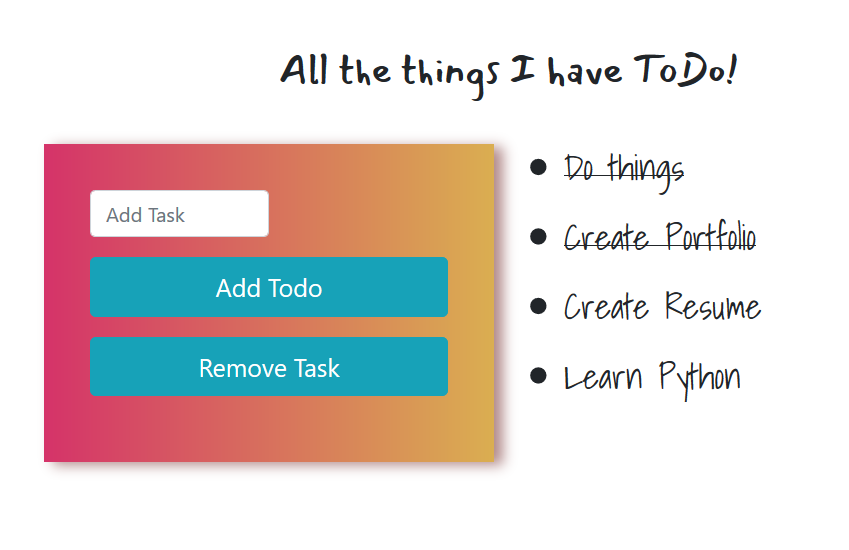 All the things I have ToDo!
Add Task
Add Todo
Remove Task
Do things
Create Portfolio
Create Resume
Learn Python